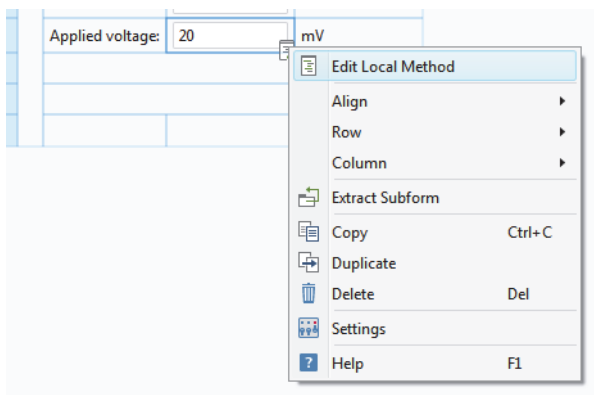 Applied voltage: 20 mV
Edit Local Method
Align
Row
Column
Extract Subform
Copy Ctrl+C
Duplicate
Delete Del
Settings
Help F1